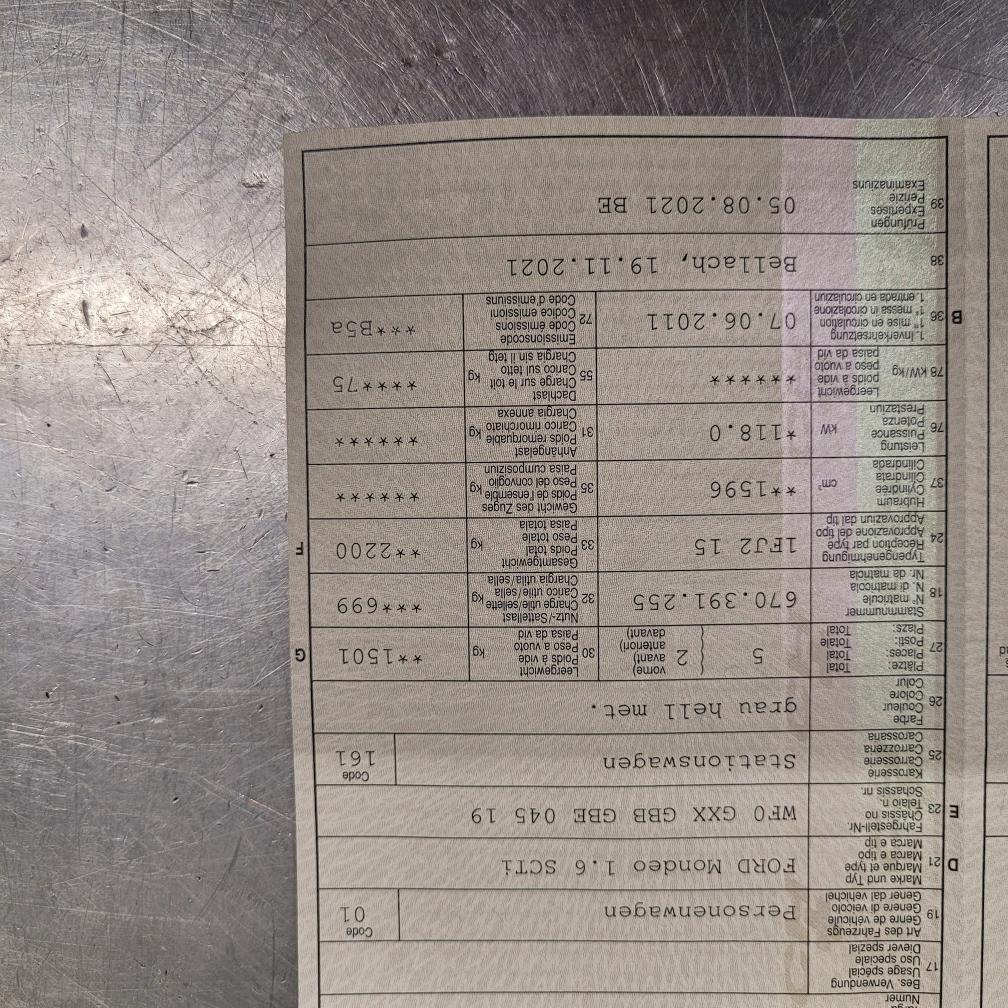 Numer
17 Bes. Verwendung
Usage spécial
Uso speciale
Diever spezial
19 Art des Fahrzeugs
Genre de véhicule
Genere di veicolo
Gener dal vehichel
Personenwagen
Code
01
D 21 Marke und Typ
Marque et type
Marca e tipo
Marca e tip
FORD Mondeo 1.6 SCTi
E 23 Fahrgestell-Nr.
Châssis no
Telaio n.
Schassis nr.
WF0 GXX GBB GBE 045 19
25 Karosserie
Carrosserie
Carrozzeria
Carossaria
Stationswagen
Code
161
26 Farbe
Couleur
Colore
Colur
grau hell met.
27 Plätze: Total
Places: Total
Posti: Totale
Plazs: Total
5
2
vorne)
avant)
anteriori)
davant)
G 30 Leergewicht
Poids à vide
Peso a vuoto kg
Paisa da vid
**1501
18 Stammnummer
N° matricule
N. di matricola
Nr. da matricla
670.391.255
32 Nutz-/Sattellast
Charge utile/sellette
Carico utile/sella kg
Chargia utila/sella
***699
24 Typengenehmigung
Réception par type
Approvazione del tipo
Approvaziun dal tip
1FJ2 15
F 33 Gesamtgewicht
Poids total
Peso totale kg
Paisa totala
**2200
37 Hubraum
Cylindrée
Cilindrata cm³
Cilindrada
**1596
35 Gewicht des Zuges
Poids de l'ensemble
Peso del convoglio kg
Paisa cumposiziun
*******
76 Leistung
Puissance
Potenza kW
Prestaziun
*118.0
31 Anhängelast
Poids remorquable
Carico rimorchiato kg
Chargia annexa
*******
78 kW/kg Leergewicht
poids à vide
peso a vuoto
paisa da vid
*******
55 Dachlast
Charge sur le toit
Carico sul tetto kg
Chargia sin il tetg
*****75
B 36 1. Inverkehrsetzung
1re mise en circulation
1a messa in circolazione
1. entrada en circulaziun
07.06.2011
72 Emissionscode
Code émissions
Codice emissioni
Code d'emissiuns
***B5a
38
Bellach, 19.11.2021
39 Prüfungen
Expertises
Perizie
Examinaziuns
05.08.2021 BE